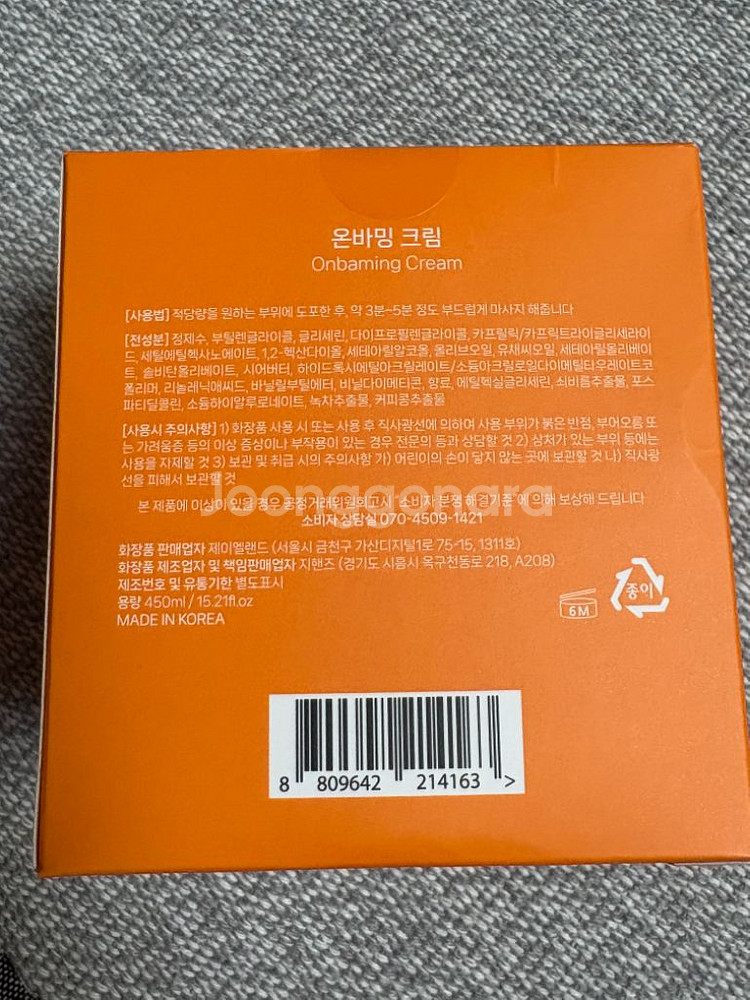 온바밍 크림
Onbaming Cream
[사용법] 적당량을 원하는 부위에 도포한 후, 약 3분~5분 정도 부드럽게 마사지 해줍니다
[전성분] 정제수, 부틸렌글라이콜, 글리세린, 다이프로필렌글라이콜, 카프릴릭/카프릭트라이글리세라이
드, 세틸에틸헥사노에이트, 1,2-헥산다이올, 세테아릴알코올, 올리브오일, 유채씨오일, 세테아릴올리베이
트, 솔비탄올리베이트, 시어버터, 하이드록시에틸아크릴레이트/소듐아크릴로일다이메틸타우레이트코
폴리머, 리놀레닉애씨드, 바닐릴부틸에터, 비닐다이메티콘, 향료, 에틸헥실글리세린, 쇠비름추출물, 포스
파티딜콜린, 소듐하이알루로네이트, 녹차추출물, 커피콩추출물
[사용시 주의사항] 1) 화장품 사용 시 또는 사용 후 직사광선에 의하여 사용 부위가 붉은 반점, 부어오름 또
는 가려움증 등의 이상 증상이나 부작용이 있는 경우 전문의 등과 상담할 것 2) 상처가 있는 부위 등에는
사용을 자제할 것 3) 보관 및 취급 시의 주의사항 가) 어린이의 손이 닿지 않는 곳에 보관할 것 나) 직사광
선을 피해서 보관할 것
본 제품에 이상이 있을 경우 공정거래위원회고시 소비자 분쟁 해결기준에 의해 보상해 드립니다
Joonggonara
소비자 상담실 070-4509-1421
화장품 판매업자 제이엘랜드 (서울시 금천구 가산디지털1로 75-15, 1311호)
화장품 제조업자 및 책임판매업자 지핸즈 (경기도 시흥시 옥구천동로 218, A208)
제조번호 및 유통기한 별도표시
용량 450ml / 15.21fl.oz
MADE IN KOREA
6M
종이
8 809642 214163 >